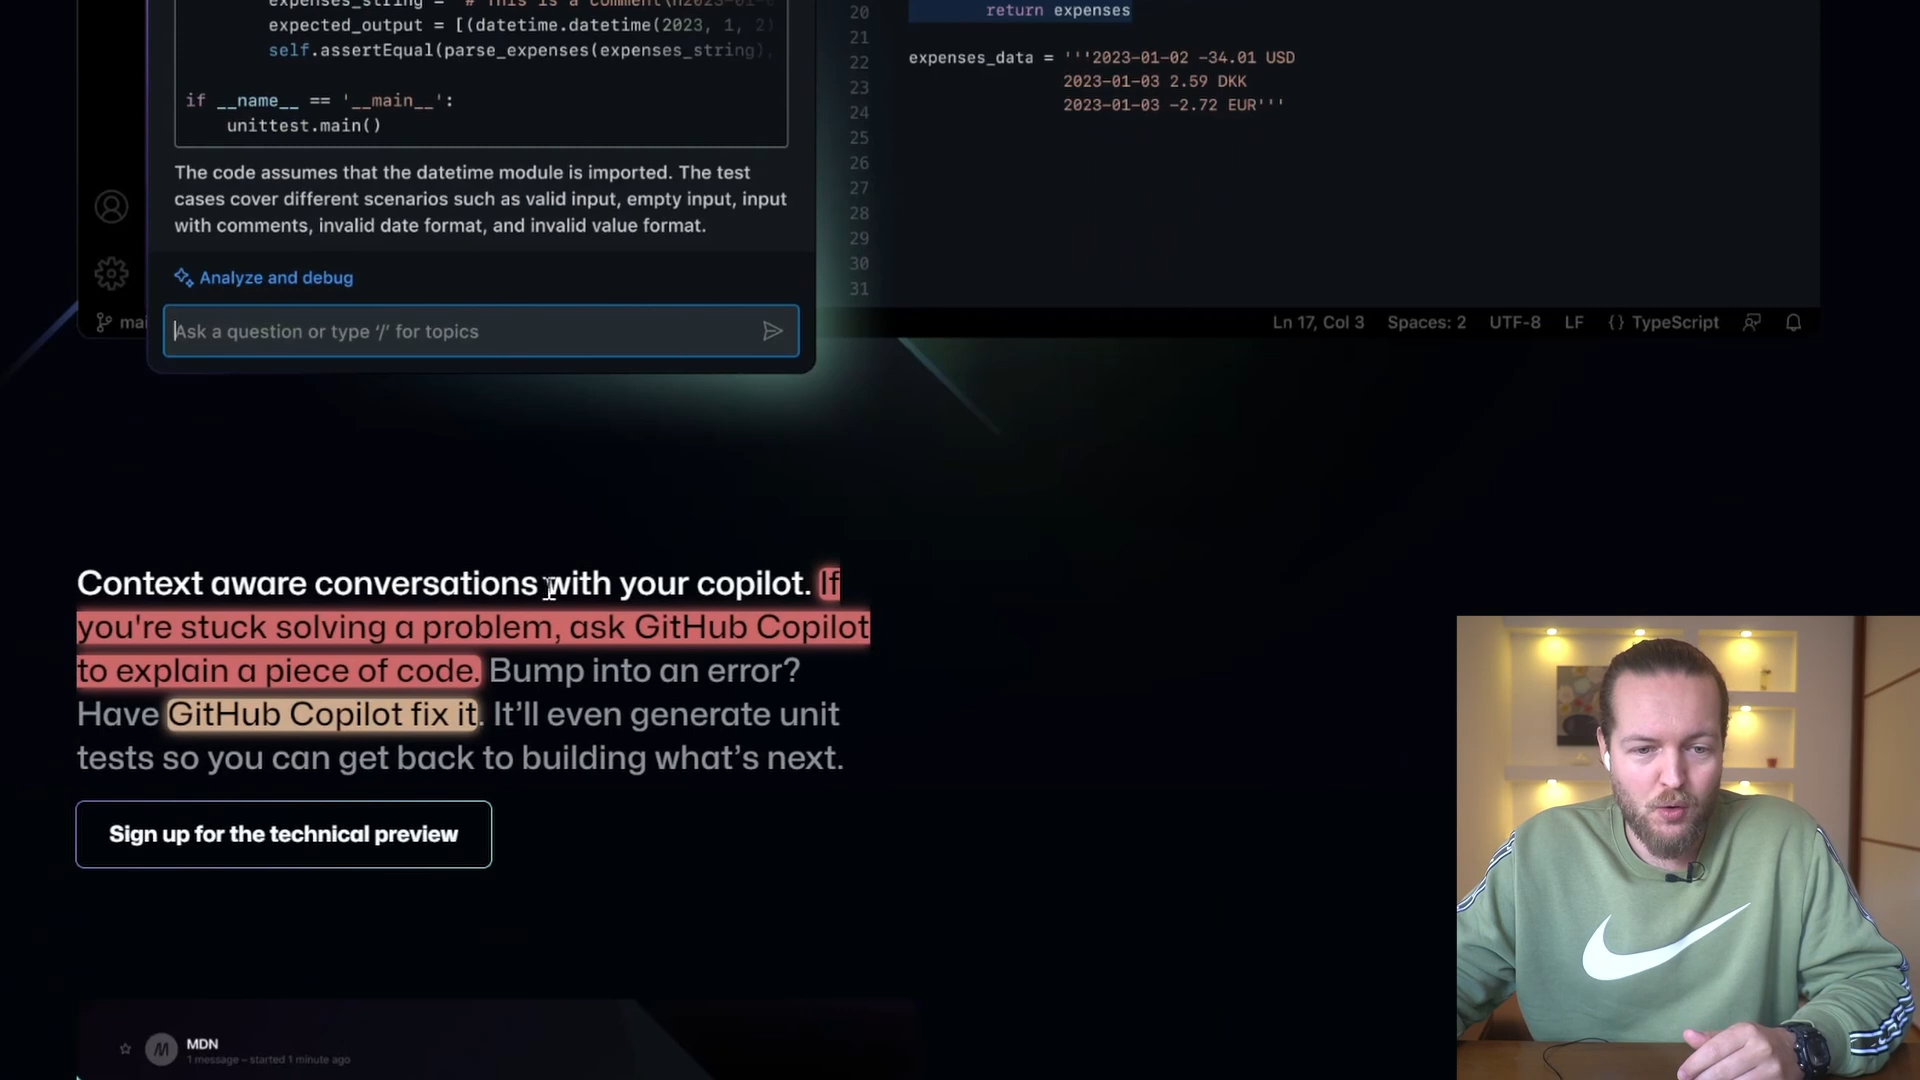 expenses_string = "# This is a comment\n2023-01-0
expected_output = [(datetime.datetime(2023, 1, 2)
self.assertEqual(parse_expenses(expenses_string),
if __name__ == '__main__':
unittest.main()
The code assumes that the datetime module is imported. The test
cases cover different scenarios such as valid input, empty input, input
with comments, invalid date format, and invalid value format.
Analyze and debug
Ask a question or type ‘/’ for topics
mai
20
return expenses
21
22
expenses_data = '''2023-01-02 -34.01 USD
23
2023-01-03 2.59 DKK
24
2023-01-03 -2.72 EUR'''
25
26
27
28
29
30
31
Ln 17, Col 3 Spaces: 2 UTF-8 LF {} TypeScript
Context aware conversations with your copilot. If
you're stuck solving a problem, ask GitHub Copilot
to explain a piece of code. Bump into an error?
Have GitHub Copilot fix it. It’ll even generate unit
tests so you can get back to building what’s next.
Sign up for the technical preview
MDN
1 message – started 1 minute ago